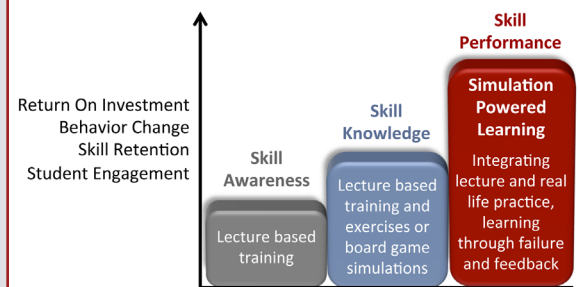 Return On Investment
Behavior Change
Skill Retention
Student Engagement
Skill
Awareness
Lecture based
training
Skill
Knowledge
Lecture based
training and
exercises or
board game
simulations
Skill
Performance
Simulation
Powered
Learning
Integrating
lecture and real
life practice,
learning
through failure
and feedback